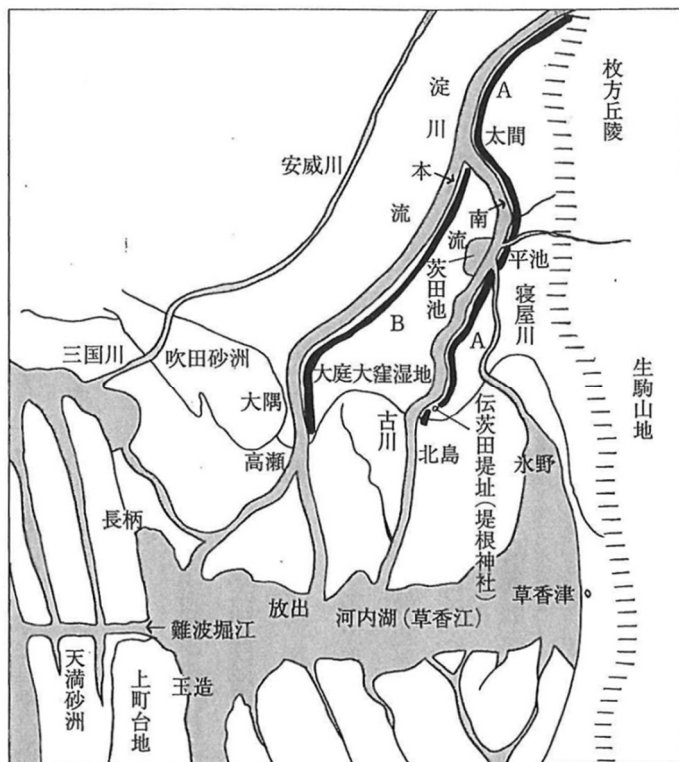 枚方丘陵
A
淀川
太間
本
流
安威川
南
流
平池
茨田池
寝屋川
B
A
生駒山地
三国川
吹田砂洲
大庭大窪湿地
大隅
古川
伝茨田堤址(堤根神社)
高瀬
北島
氷野
長柄
放出
河内湖(草香江)
草香津
難波堀江
天満砂洲
上町台地
玉造